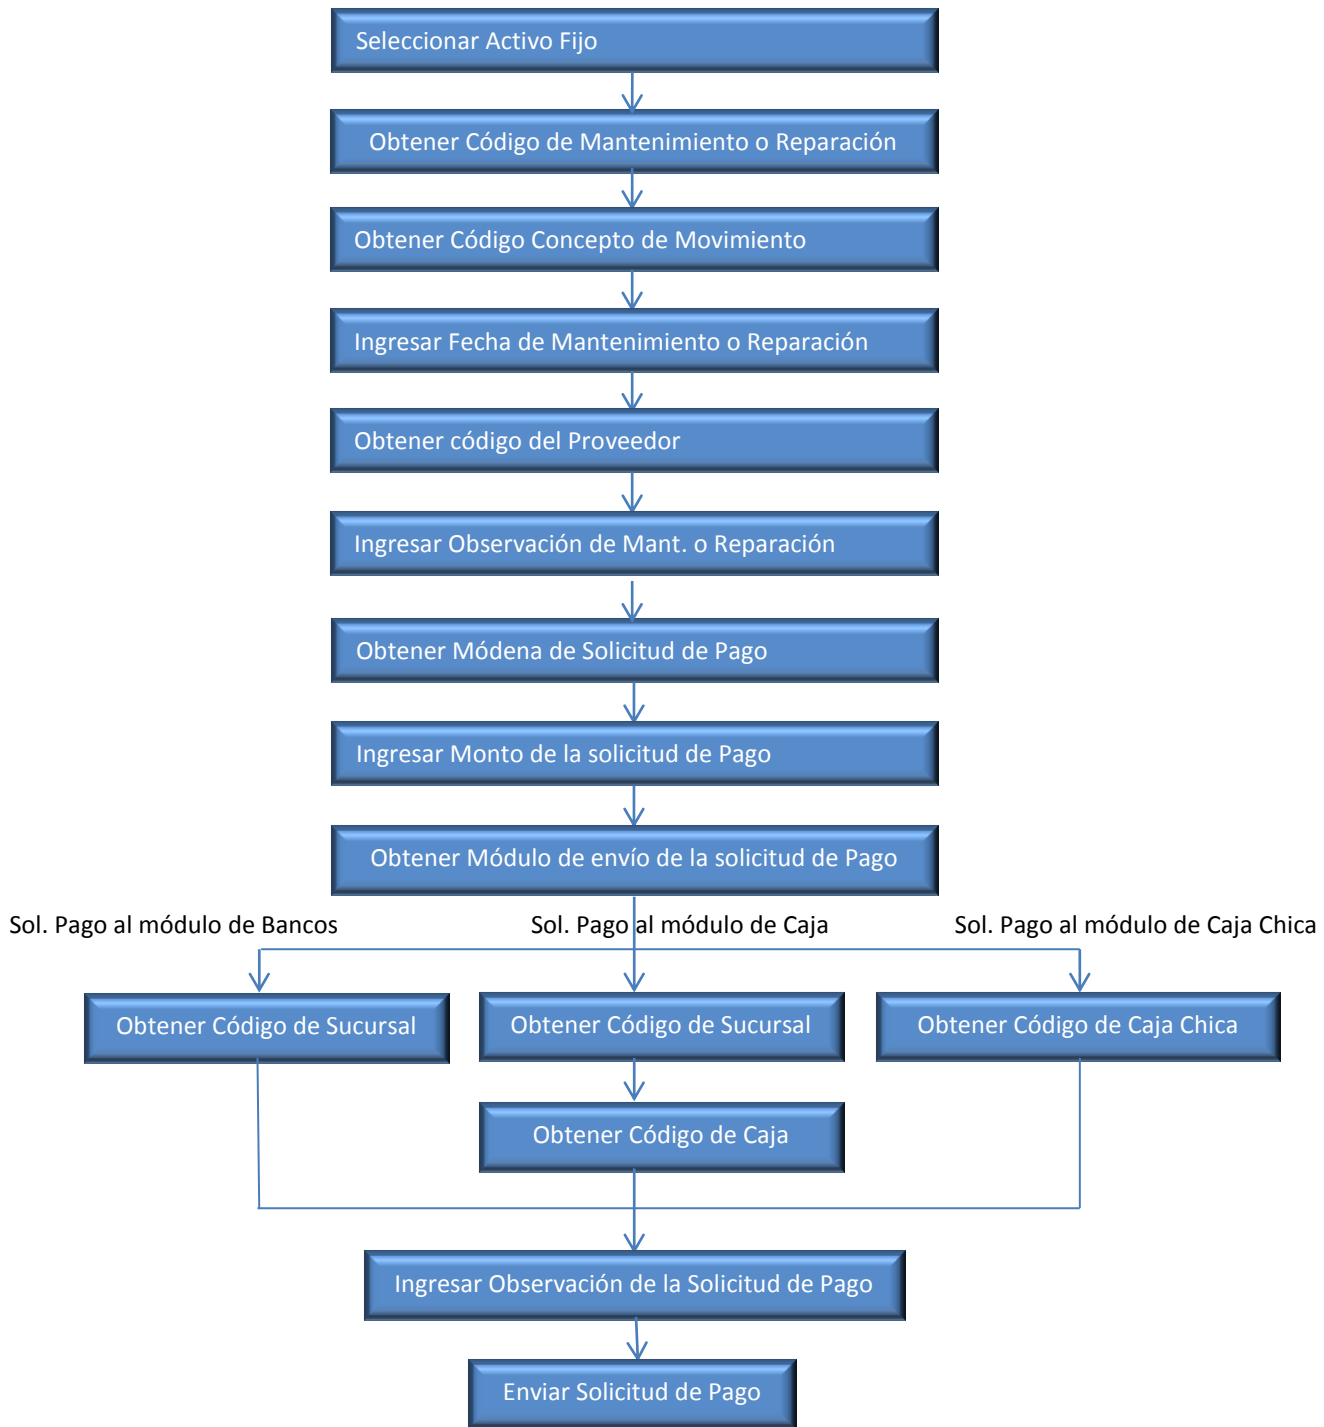 Seleccionar Activo Fijo
Obtener Código de Mantenimiento o Reparación
Obtener Código Concepto de Movimiento
Ingresar Fecha de Mantenimiento o Reparación
Obtener código del Proveedor
Ingresar Observación de Mant. o Reparación
Obtener Módena de Solicitud de Pago
Ingresar Monto de la solicitud de Pago
Obtener Módulo de envío de la solicitud de Pago
Sol. Pago al módulo de Bancos
Sol. Pago al módulo de Caja
Sol. Pago al módulo de Caja Chica
Obtener Código de Sucursal
Obtener Código de Sucursal
Obtener Código de Caja Chica
Obtener Código de Caja
Ingresar Observación de la Solicitud de Pago
Enviar Solicitud de Pago